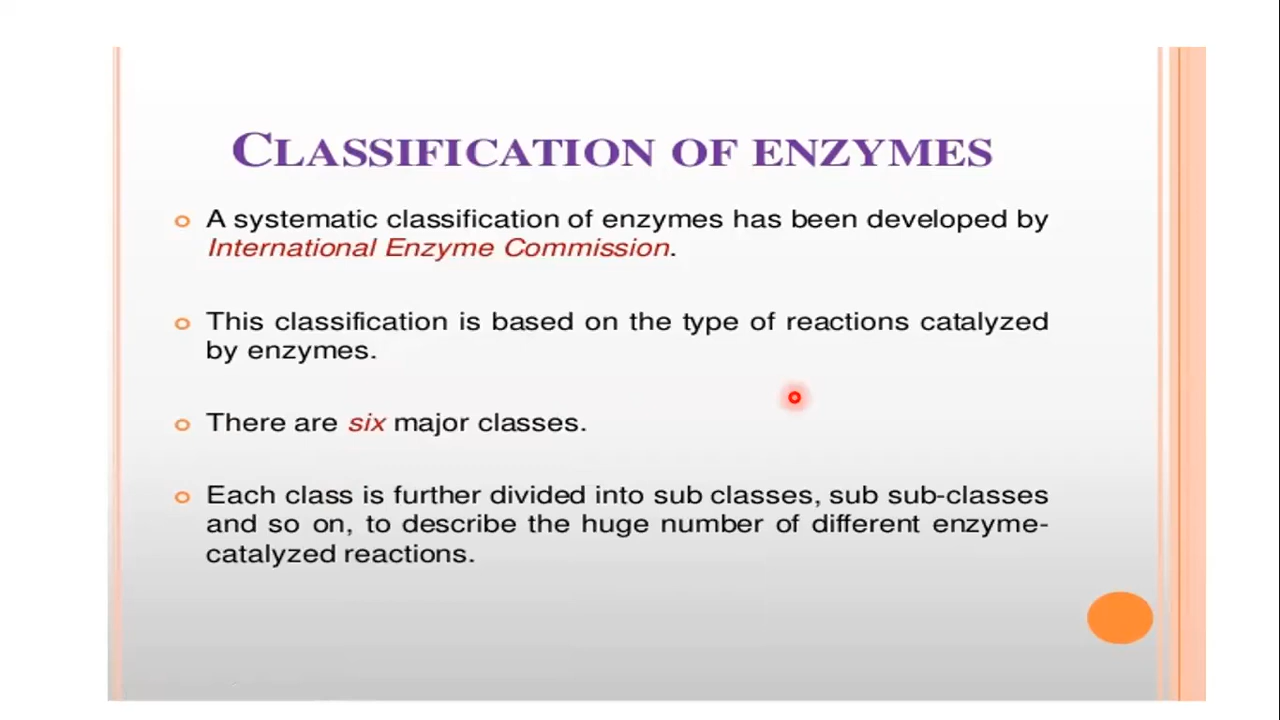 CLASSIFICATION OF ENZYMES
A systematic classification of enzymes has been developed by
International Enzyme Commission.
This classification is based on the type of reactions catalyzed
by enzymes.
There are six major classes.
Each class is further divided into sub classes, sub sub-classes
and so on, to describe the huge number of different enzyme-
catalyzed reactions.